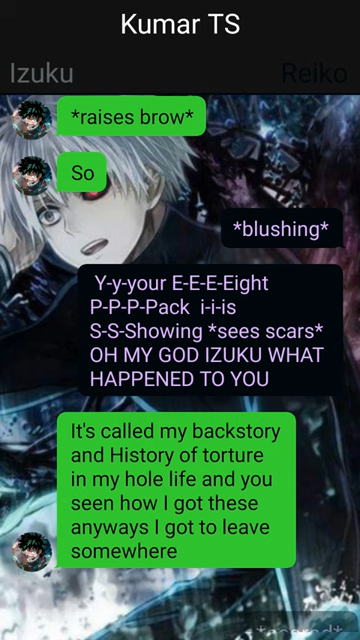 Kumar TS
Izuku
Reiko
*raises brow*
So
*blushing*
Y-y-your E-E-E-Eight
P-P-P-Pack i-i-is
S-S-Showing *sees scars*
OH MY GOD IZUKU WHAT
HAPPENED TO YOU
It's called my backstory
and History of torture
in my hole life and you
seen how I got these
anyways I got to leave
somewhere